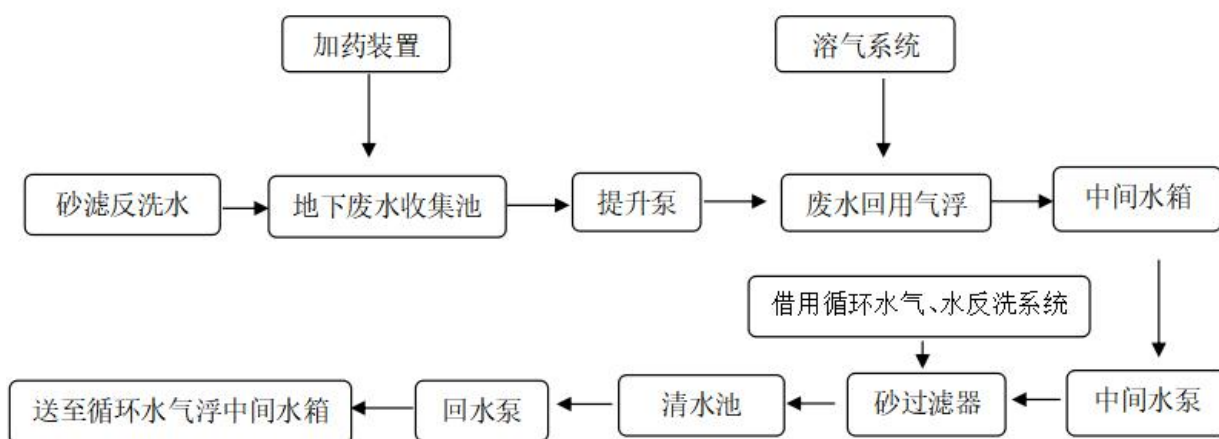 加药装置
溶气系统
砂滤反洗水
地下废水收集池
提升泵
废水回用气浮
中间水箱
借用循环水气、水反洗系统
送至循环水气浮中间水箱
回水泵
清水池
砂过滤器
中间水泵